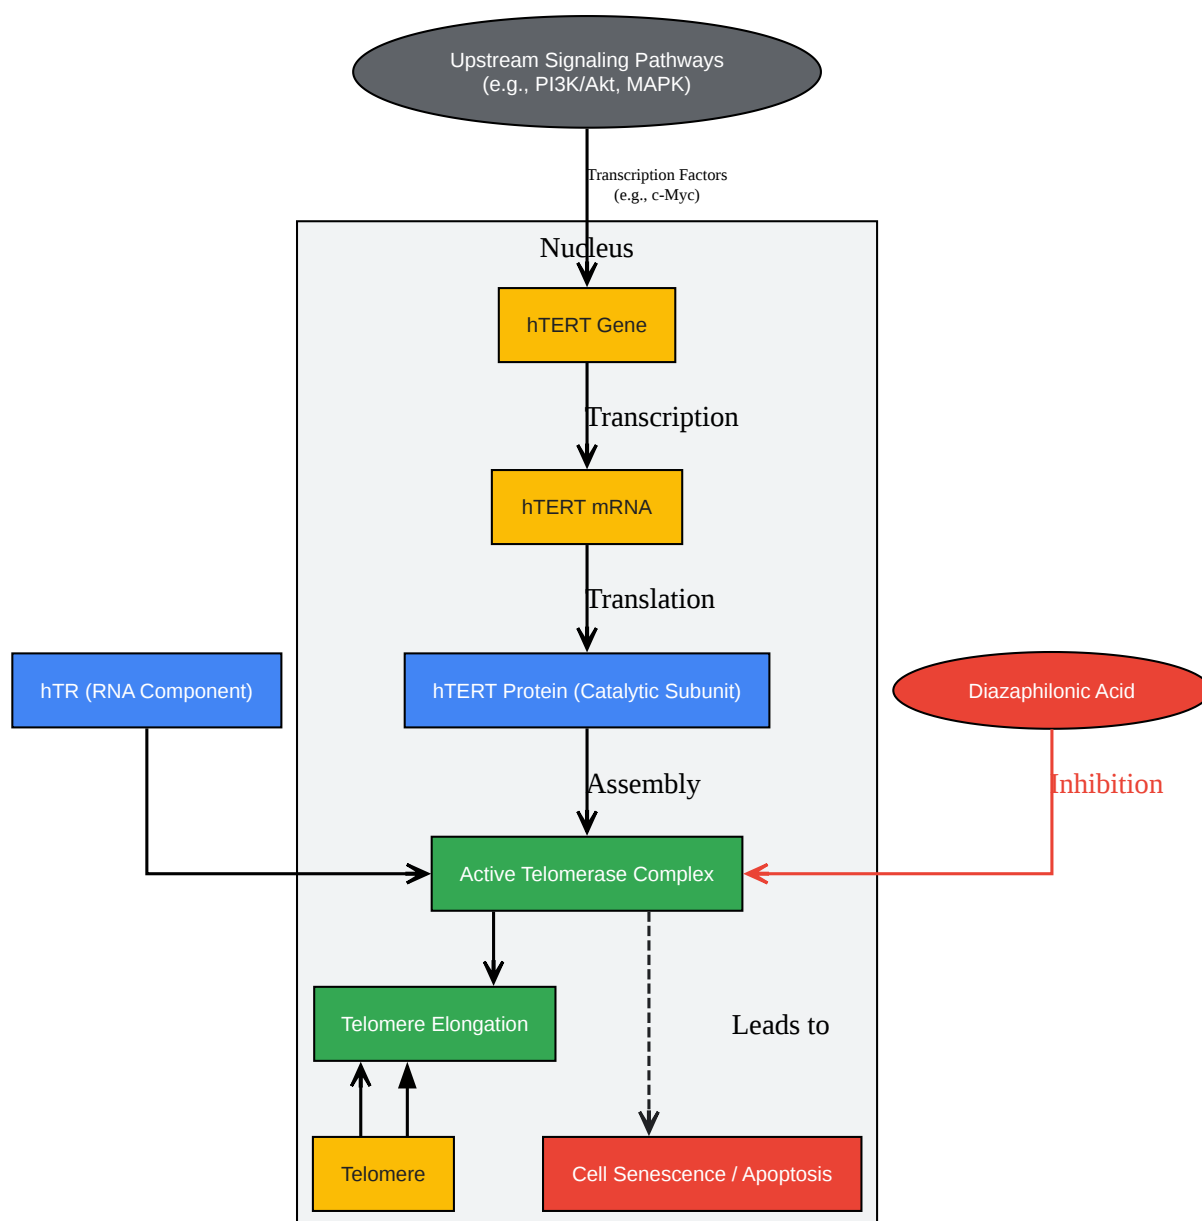 Upstream Signaling Pathways
(e.g., PI3K/Akt, MAPK)
Transcription Factors
(e.g., c-Myc)
Nucleus
hTERT Gene
Transcription
hTERT mRNA
Translation
hTR (RNA Component)
hTERT Protein (Catalytic Subunit)
Diazaphilonic Acid
Assembly
Inhibition
Active Telomerase Complex
Telomere Elongation
Leads to
Telomere
Cell Senescence / Apoptosis